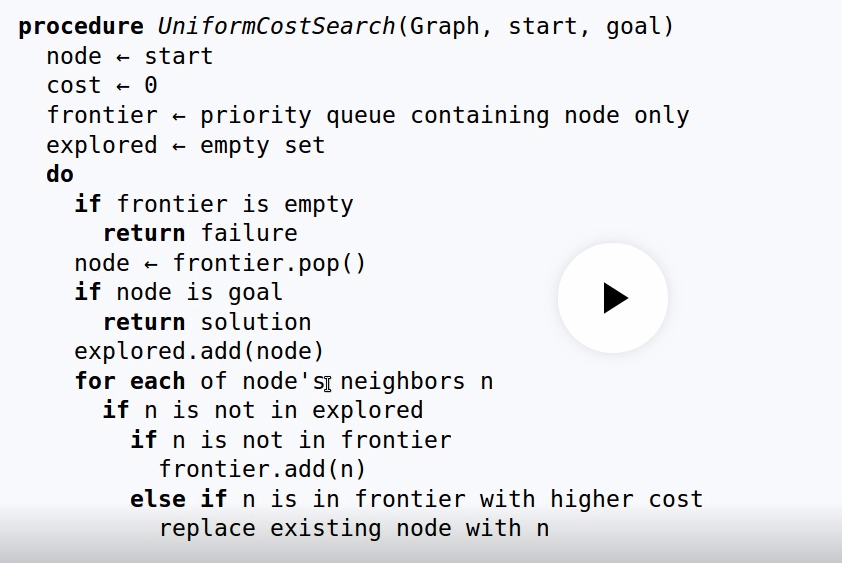 procedure UniformCostSearch(Graph, start, goal)
  node ← start
  cost ← 0
  frontier ← priority queue containing node only
  explored ← empty set
  do
    if frontier is empty
      return failure
    node ← frontier.pop()
    if node is goal
      return solution
    explored.add(node)
    for each of node's neighbors n
      if n is not in explored
        if n is not in frontier
          frontier.add(n)
        else if n is in frontier with higher cost
          replace existing node with n